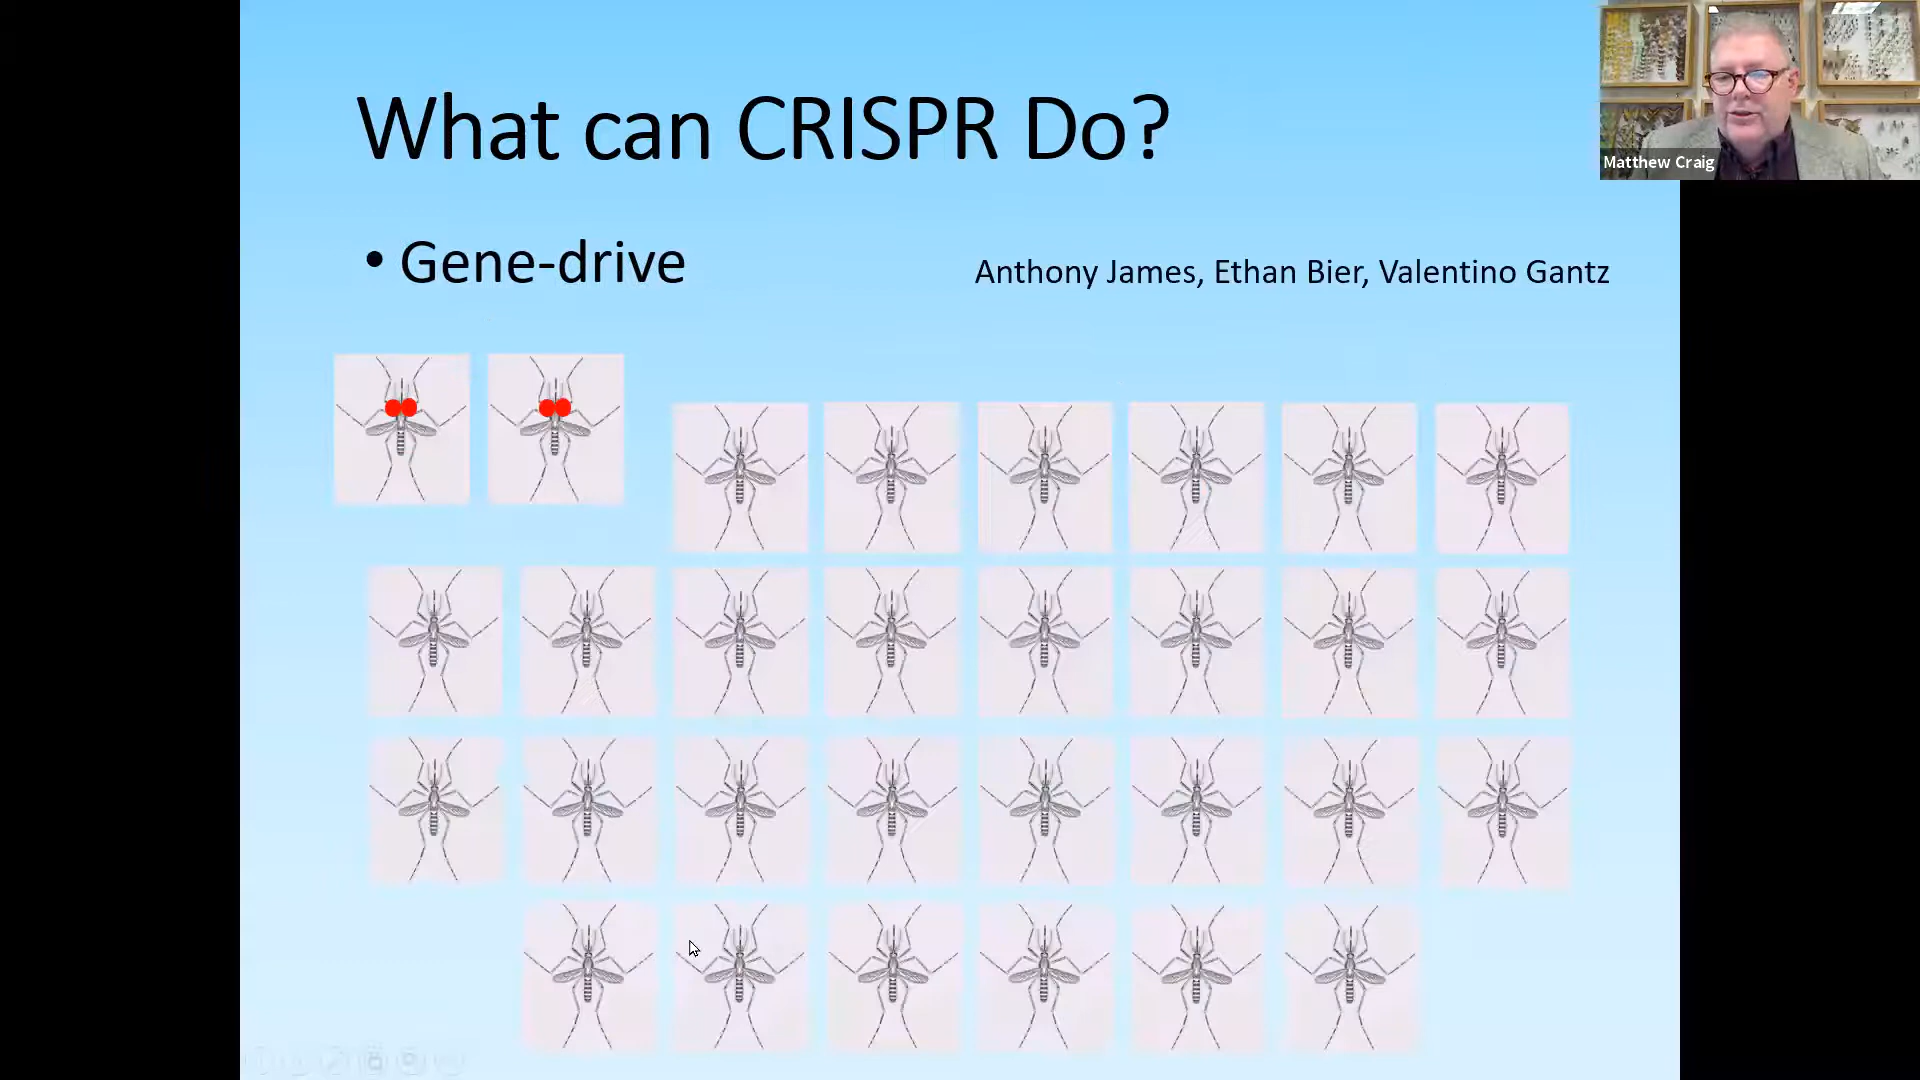 What can CRISPR Do?
• Gene-drive
Anthony James, Ethan Bier, Valentino Gantz
Matthew Craig